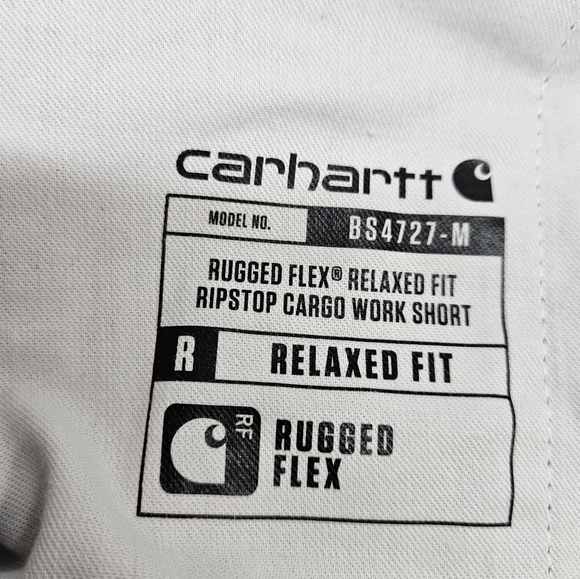 carhartt
MODEL NO. BS4727-M
RUGGED FLEX® RELAXED FIT
RIPSTOP CARGO WORK SHORT
R RELAXED FIT
RF
RUGGED
FLEX